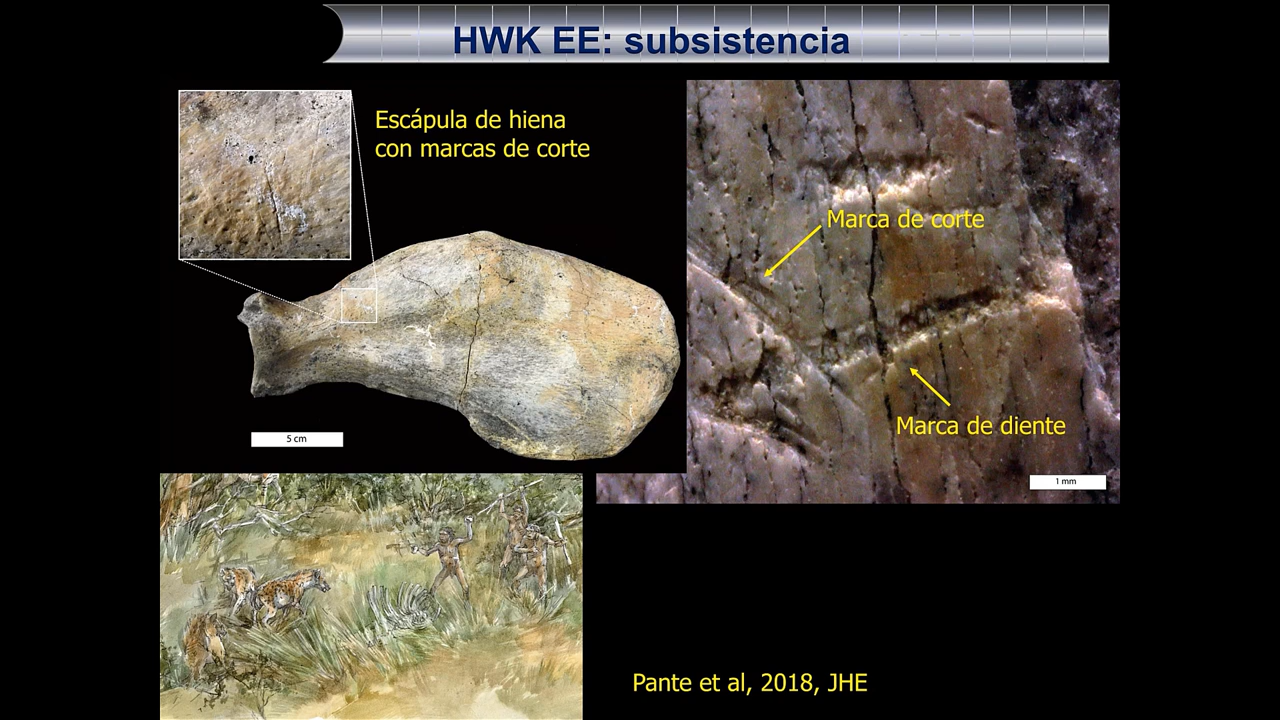 HWK EE: subsistencia
Escápula de hiena
con marcas de corte
Marca de corte
Marca de diente
5 cm
1 mm
Pante et al, 2018, JHE